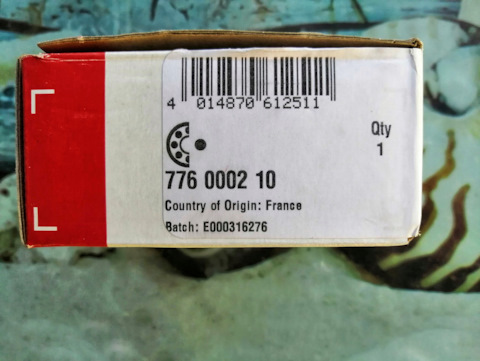 4 014870 612511
Qty
1
776 0002 10
Country of Origin: France
Batch: E000316276